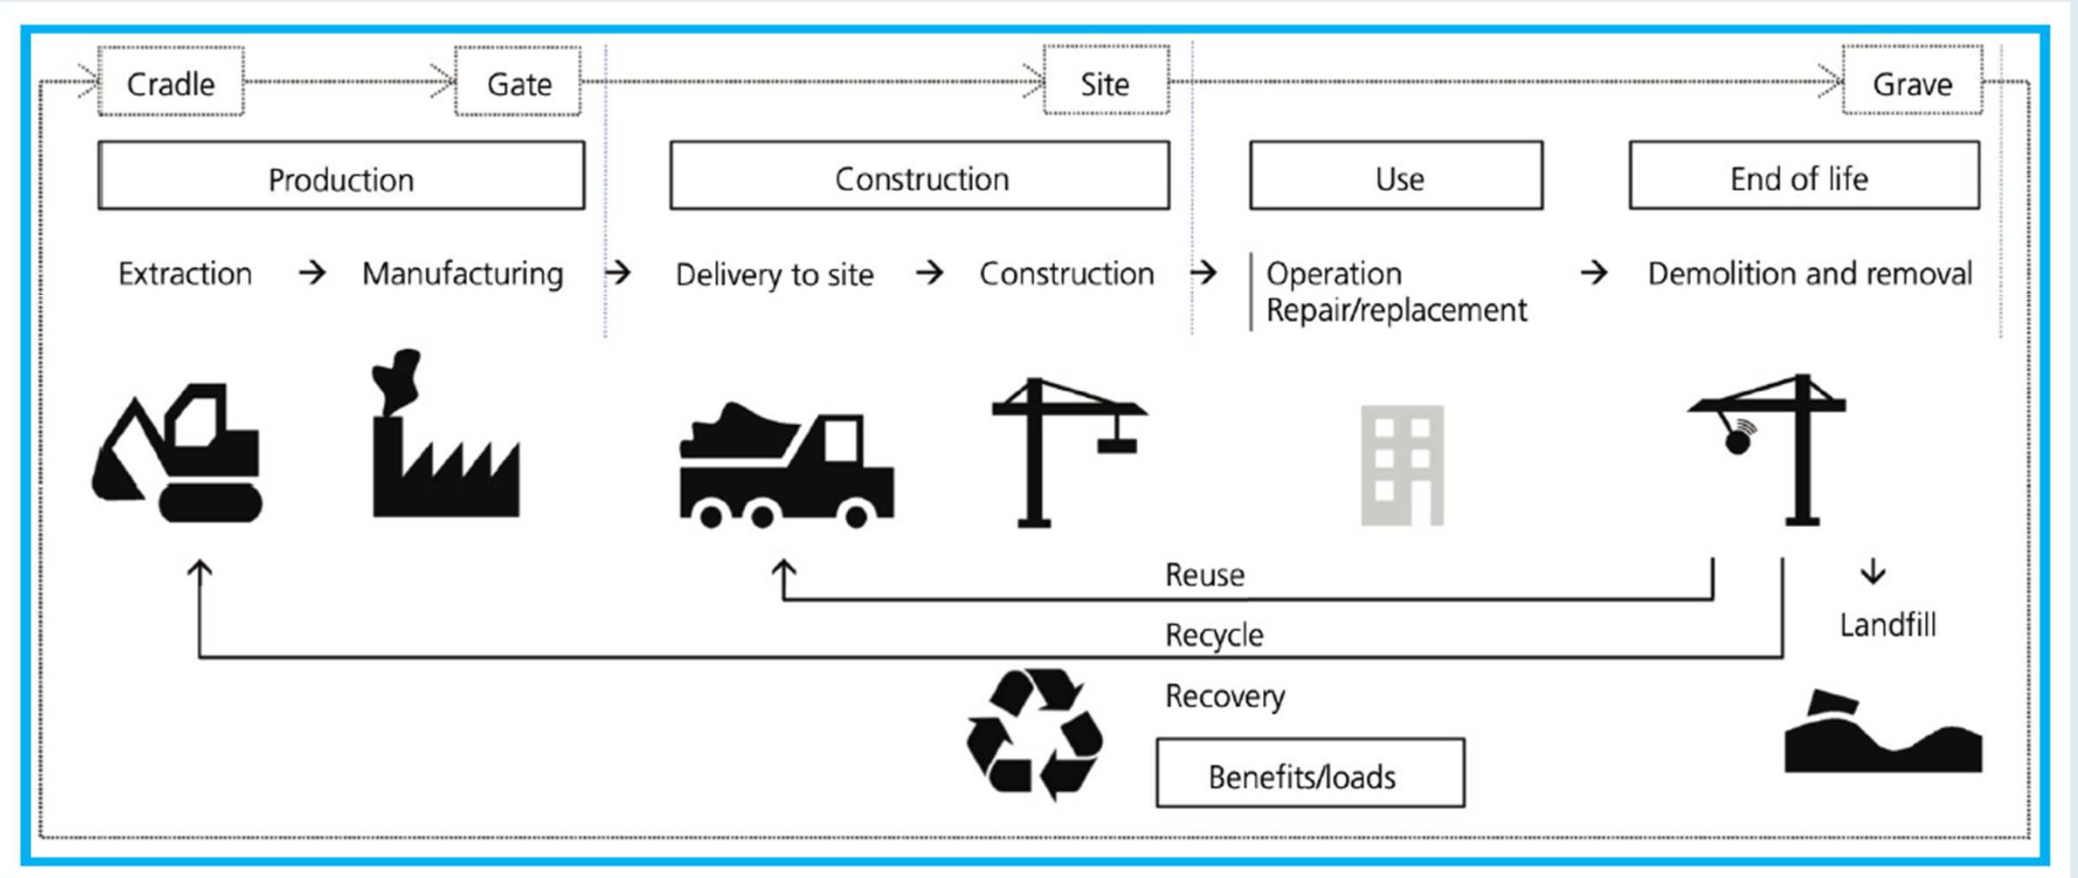 Cradle
Gate
Site
Grave
Production
Construction
Use
End of life
Extraction
Manufacturing
Delivery to site
Construction
Operation
Repair/replacement
Demolition and removal
Reuse
Recycle
Landfill
Recovery
Benefits/loads